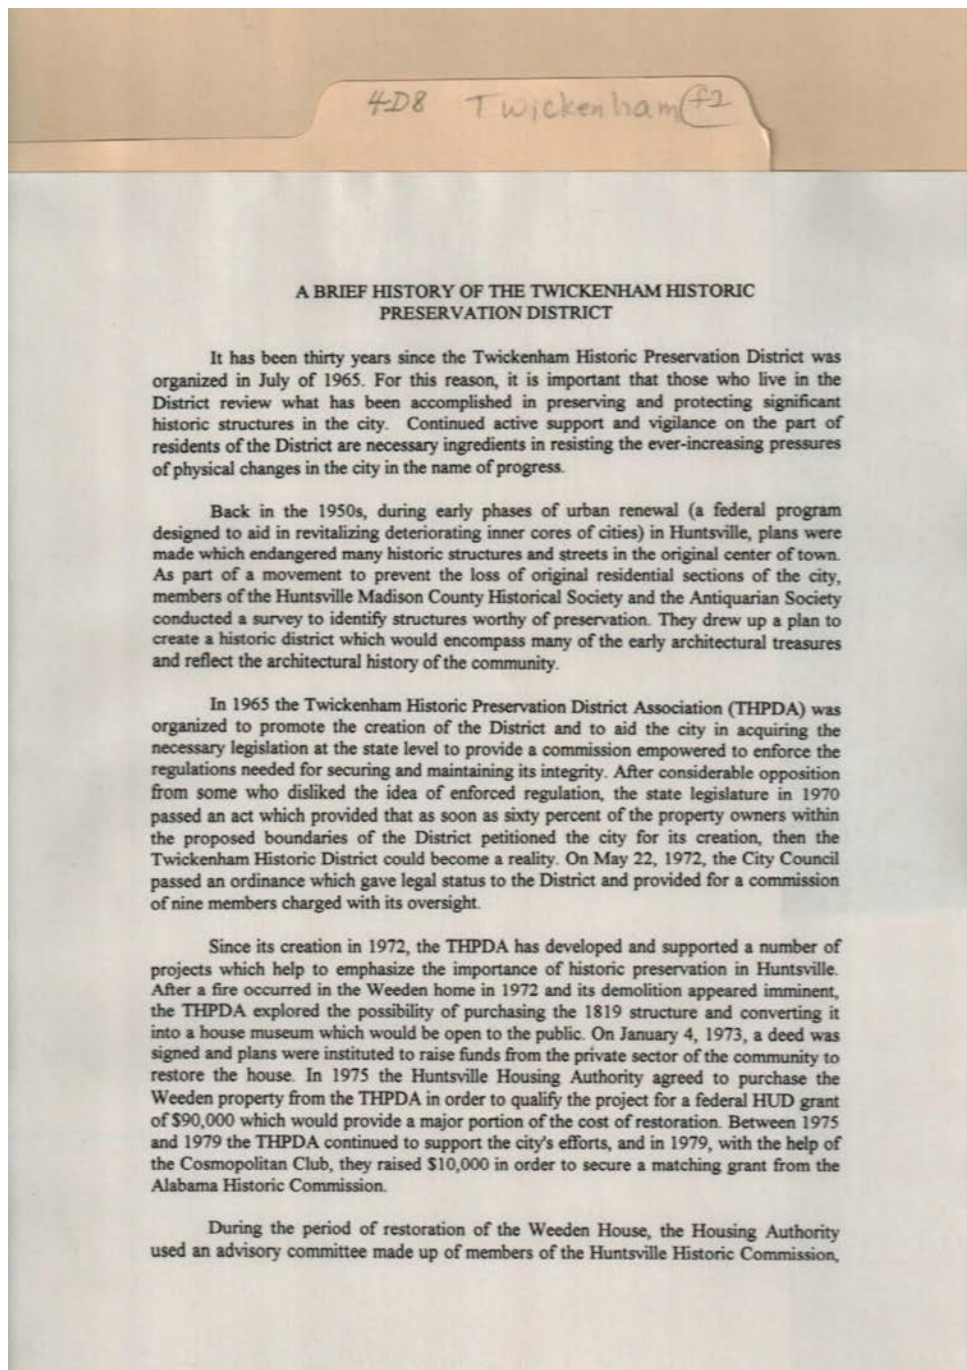 4-D8 Twickenham f2
A BRIEF HISTORY OF THE TWICKENHAM HISTORIC
PRESERVATION DISTRICT
It has been thirty years since the Twickenham Historic Preservation District was
organized in July of 1965. For this reason, it is important that those who live in the
District review what has been accomplished in preserving and protecting significant
historic structures in the city. Continued active support and vigilance on the part of
residents of the District are necessary ingredients in resisting the ever-increasing pressures
of physical changes in the city in the name of progress.
Back in the 1950s, during early phases of urban renewal (a federal program
designed to aid in revitalizing deteriorating inner cores of cities) in Huntsville, plans were
made which endangered many historic structures and streets in the original center of town.
As part of a movement to prevent the loss of original residential sections of the city,
members of the Huntsville Madison County Historical Society and the Antiquarian Society
conducted a survey to identify structures worthy of preservation. They drew up a plan to
create a historic district which would encompass many of the early architectural treasures
and reflect the architectural history of the community.
In 1965 the Twickenham Historic Preservation District Association (THPDA) was
organized to promote the creation of the District and to aid the city in acquiring the
necessary legislation at the state level to provide a commission empowered to enforce the
regulations needed for securing and maintaining its integrity. After considerable opposition
from some who disliked the idea of enforced regulation, the state legislature in 1970
passed an act which provided that as soon as sixty percent of the property owners within
the proposed boundaries of the District petitioned the city for its creation, then the
Twickenham Historic District could become a reality. On May 22, 1972, the City Council
passed an ordinance which gave legal status to the District and provided for a commission
of nine members charged with its oversight.
Since its creation in 1972, the THPDA has developed and supported a number of
projects which help to emphasize the importance of historic preservation in Huntsville.
After a fire occurred in the Weeden home in 1972 and its demolition appeared imminent,
the THPDA explored the possibility of purchasing the 1819 structure and converting it
into a house museum which would be open to the public. On January 4, 1973, a deed was
signed and plans were instituted to raise funds from the private sector of the community to
restore the house. In 1975 the Huntsville Housing Authority agreed to purchase the
Weeden property from the THPDA in order to qualify the project for a federal HUD grant
of $90,000 which would provide a major portion of the cost of restoration. Between 1975
and 1979 the THPDA continued to support the city's efforts, and in 1979, with the help of
the Cosmopolitan Club, they raised $10,000 in order to secure a matching grant from the
Alabama Historic Commission.
During the period of restoration of the Weeden House, the Housing Authority
used an advisory committee made up of members of the Huntsville Historic Commission,